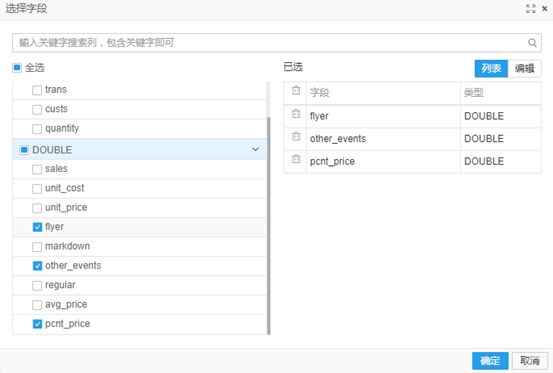 选择字段
输入关键字搜索列，包含关键字即可
全选
trans
custs
quantity
DOUBLE
sales
unit_cost
unit_price
flyer
markdown
other_events
regular
avg_price
pcnt_price
已选
列表 编辑
字段 类型
flyer DOUBLE
other_events DOUBLE
pcnt_price DOUBLE
确定 取消